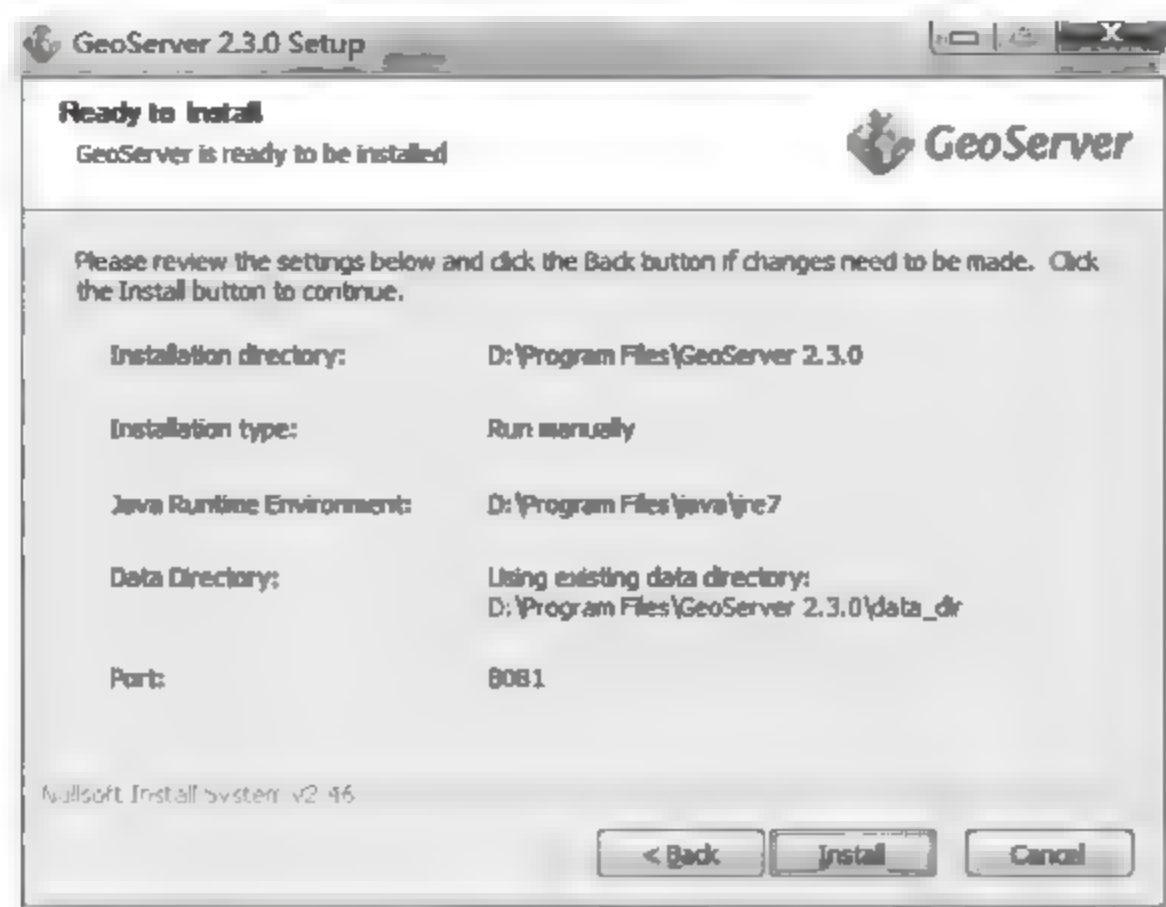 GeoServer 2.3.0 Setup
Ready to Install
GeoServer is ready to be installed
GeoServer
Please review the settings below and click the Back button if changes need to be made. Click
the Install button to continue.
Installation directory: D:\Program Files\GeoServer 2.3.0
Installation type: Run manually
Java Runtime Environment: D:\Program Files\java\jre7
Data Directory: Using existing data directory:
D:\Program Files\GeoServer 2.3.0\data_dir
Port: 8081
Nullsoft Install System v2.46
< Back Install Cancel